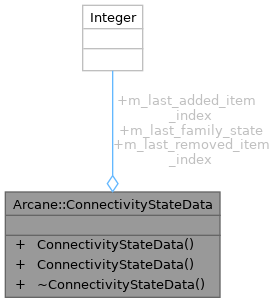 Integer
+m_last_added_item
_index
+m_last_family_state
+m_last_removed_item
_index
Arcane::ConnectivityStateData
+ ConnectivityStateData()
+ ConnectivityStateData()
+ ~ConnectivityStateData()